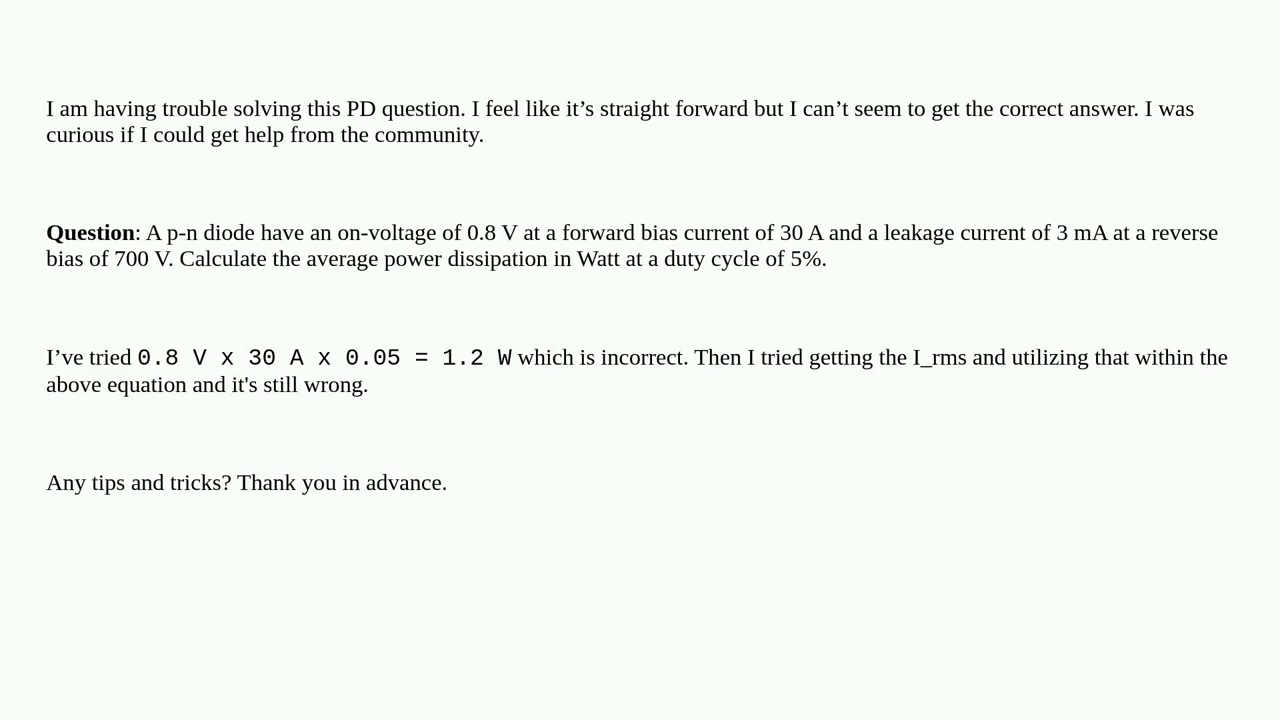 I am having trouble solving this PD question. I feel like it’s straight forward but I can’t seem to get the correct answer. I was
curious if I could get help from the community.
Question: A p-n diode have an on-voltage of 0.8 V at a forward bias current of 30 A and a leakage current of 3 mA at a reverse
bias of 700 V. Calculate the average power dissipation in Watt at a duty cycle of 5%.
I’ve tried 0.8 V x 30 A x 0.05 = 1.2 W which is incorrect. Then I tried getting the I_rms and utilizing that within the
above equation and it's still wrong.
Any tips and tricks? Thank you in advance.